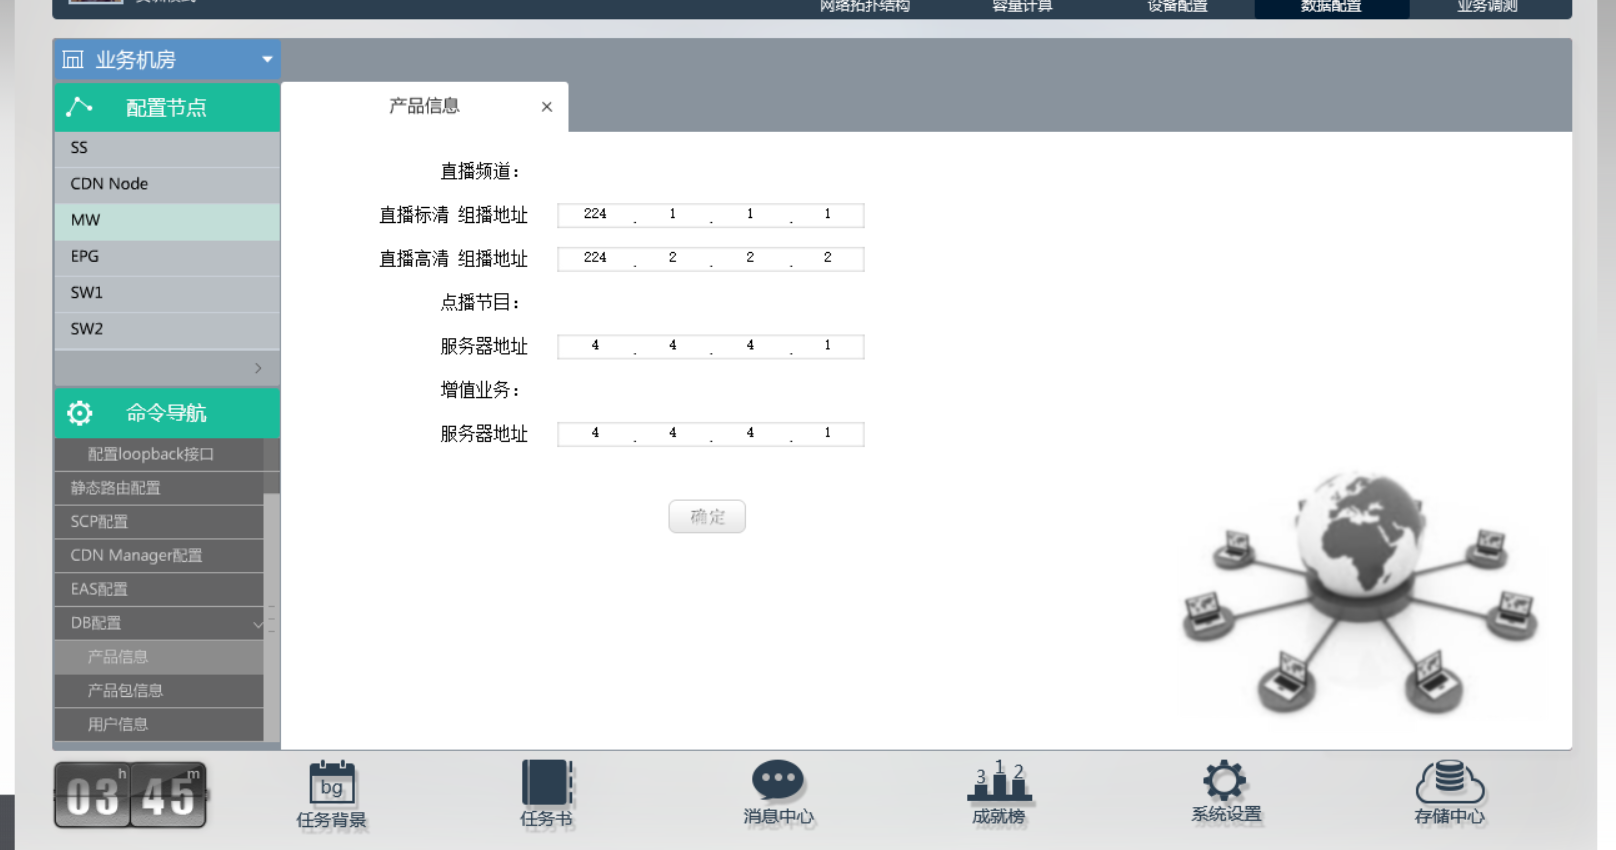 网络拓扑结构 容量计算 设备配置 数据配置 业务调测
业务机房
配置节点
产品信息 ×
SS
CDN Node
MW
EPG
SW1
SW2
直播频道：
直播标清 组播地址 224 . 1 . 1 . 1
直播高清 组播地址 224 . 2 . 2 . 2
点播节目：
服务器地址 4 . 4 . 4 . 1
增值业务：
服务器地址 4 . 4 . 4 . 1
确定
命令导航
配置loopback接口
静态路由配置
SCP配置
CDN Manager配置
EAS配置
DB配置
产品信息
产品包信息
用户信息
03 h 45 m
bg
任务背景
任务书
消息中心
3 1 2
成就榜
系统设置
存储中心